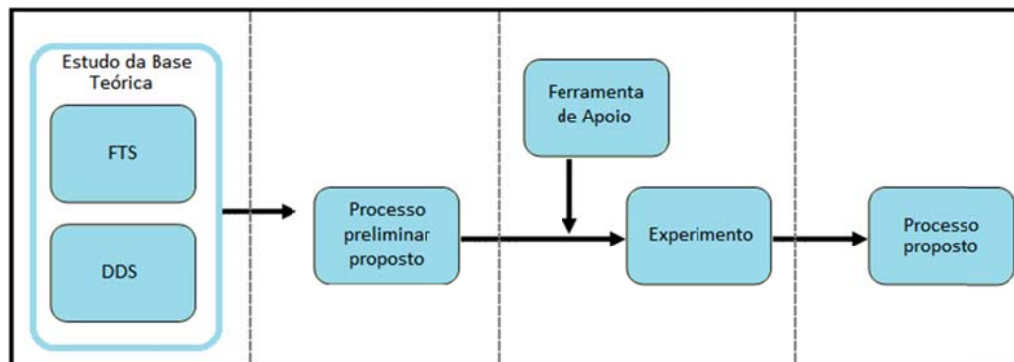 Estudo da Base
Teórica
FTS
DDS
Processo
preliminar
proposto
Ferramenta
de Apoio
Experimento
Processo
proposto